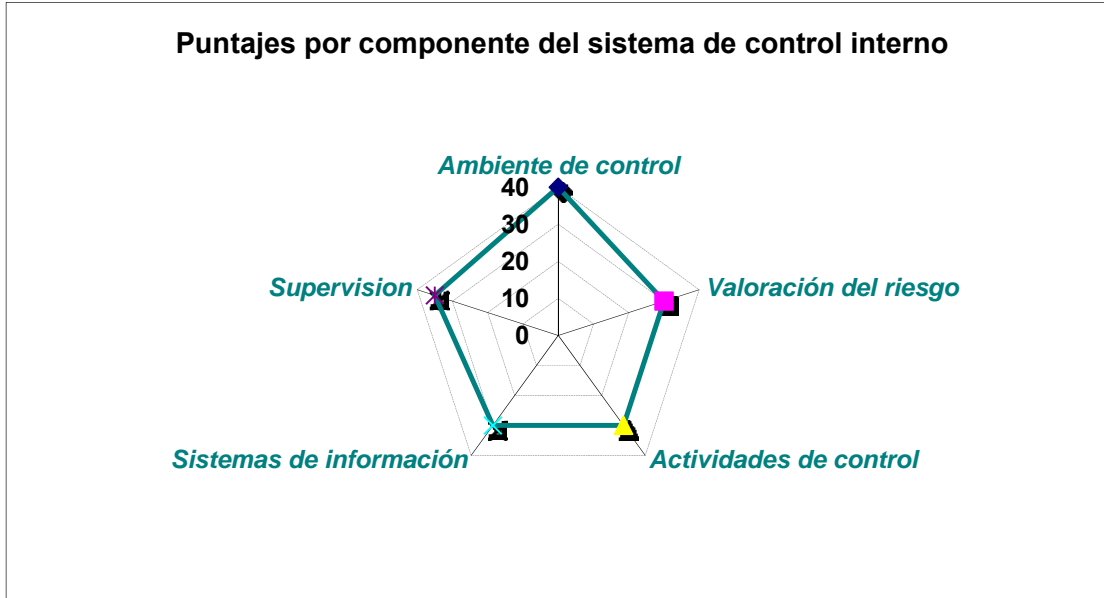 Puntajes por componente del sistema de control interno
Ambiente de control
40
30
20
10
0
Supervision
Valoración del riesgo
Sistemas de información
Actividades de control